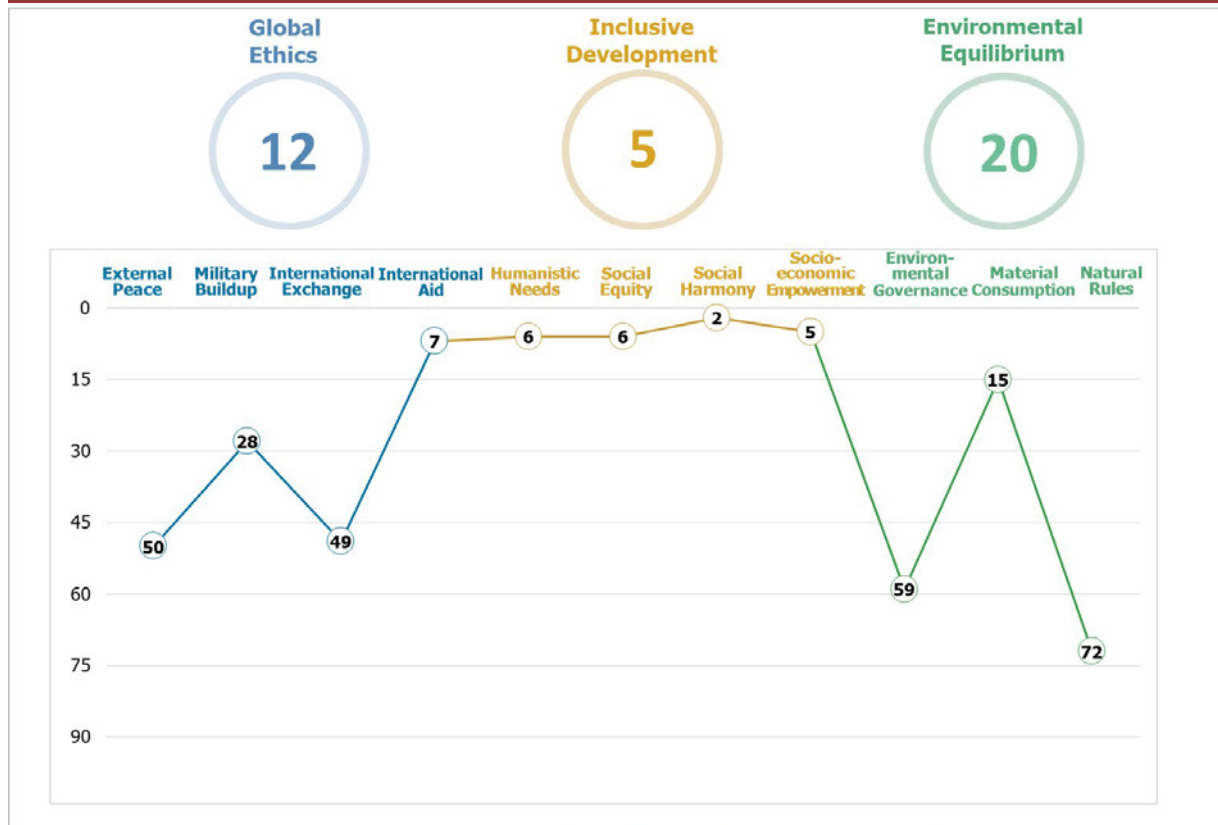 Global
Ethics
Inclusive
Development
Environmental
Equilibrium
12
5
20
External
Peace
Military
Buildup
International
Exchange
International
Aid
Humanistic
Needs
Social
Equity
Social
Harmony
Socio-
economic
Empowerment
Environ-
mental
Governance
Material
Consumption
Natural
Rules
0
15
30
45
60
75
90
50
28
49
7
6
6
2
5
59
15
72